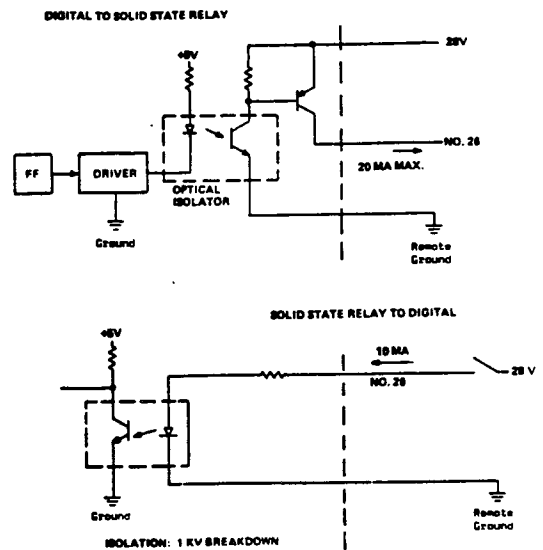 DIGITAL TO SOLID STATE RELAY
+5V
28V
NO. 26
20 MA MAX.
FF
DRIVER
OPTICAL
ISOLATOR
Ground
Remote
Ground
SOLID STATE RELAY TO DIGITAL
+5V
10 MA
NO. 26
28 V
Ground
Remote
Ground
ISOLATION: 1 KV BREAKDOWN